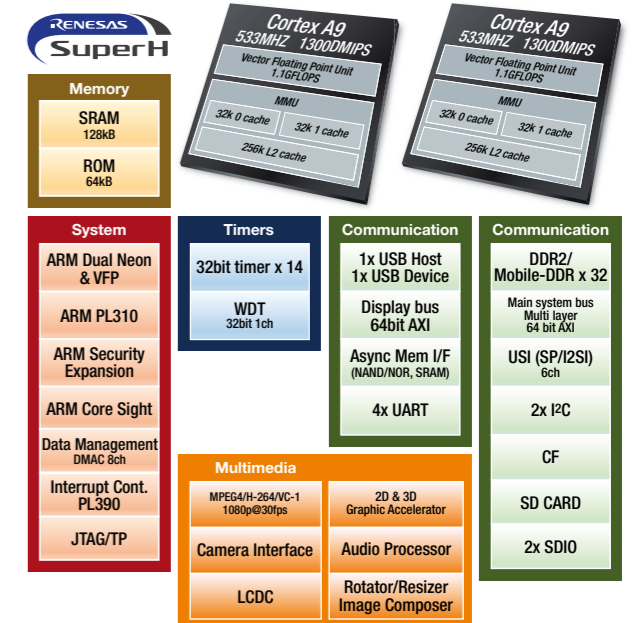 RENESAS
SuperH
Cortex A9
533MHZ 1300DMIPS
Vector Floating Point Unit
1.1GFLOPS
MMU
32k 0 cache
32k 1 cache
256k L2 cache
Cortex A9
533MHZ 1300DMIPS
Vector Floating Point Unit
1.1GFLOPS
MMU
32k 0 cache
32k 1 cache
256k L2 cache
Memory
SRAM
128kB
ROM
64kB
System
ARM Dual Neon
& VFP
ARM PL310
ARM Security
Expansion
ARM Core Sight
Data Management
DMAC 8ch
Interrupt Cont.
PL390
JTAG/TP
Timers
32bit timer x 14
WDT
32bit 1ch
Communication
1x USB Host
1x USB Device
Display bus
64bit AXI
Async Mem I/F
(NAND/NOR, SRAM)
4x UART
Communication
DDR2/
Mobile-DDR x 32
Main system bus
Multi layer
64 bit AXI
USI (SP/I2SI)
6ch
2x I²C
CF
SD CARD
2x SDIO
Multimedia
MPEG4/H-264/VC-1
1080p@30fps
2D & 3D
Graphic Accelerator
Camera Interface
Audio Processor
LCDC
Rotator/Resizer
Image Composer